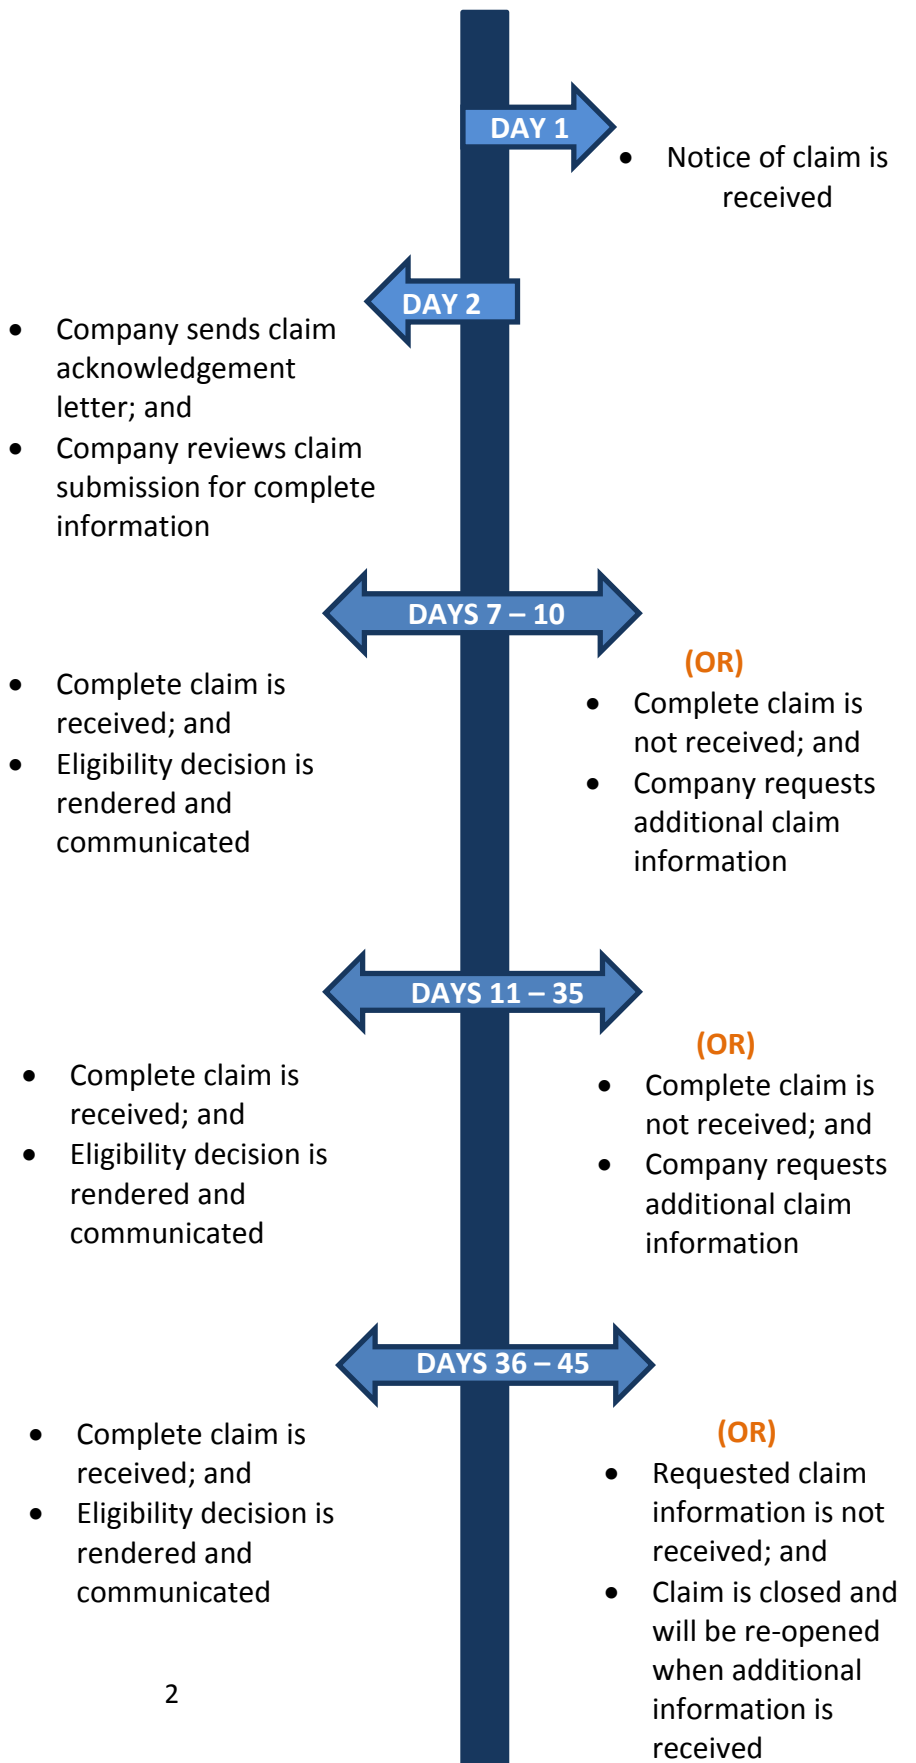 DAY 1
• Notice of claim is
received
DAY 2
• Company sends claim
acknowledgement
letter; and
• Company reviews claim
submission for complete
information
DAYS 7 – 10
• Complete claim is
received; and
• Eligibility decision is
rendered and
communicated
(OR)
• Complete claim is
not received; and
• Company requests
additional claim
information
DAYS 11 – 35
• Complete claim is
received; and
• Eligibility decision is
rendered and
communicated
(OR)
• Complete claim is
not received; and
• Company requests
additional claim
information
DAYS 36 – 45
• Complete claim is
received; and
• Eligibility decision is
rendered and
communicated
(OR)
• Requested claim
information is not
received; and
• Claim is closed and
will be re-opened
when additional
information is
received
2